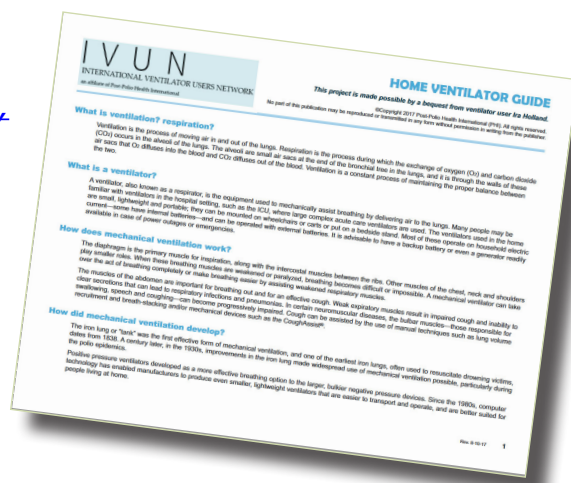 IVUN
INTERNATIONAL VENTILATOR USERS NETWORK
an affiliate of Post-Polio Health International
HOME VENTILATOR GUIDE
This project is made possible by a bequest from ventilator user Ira Holland.
©Copyright 2017 Post-Polio Health International (PHI). All rights reserved.
No part of this publication may be reproduced or transmitted in any form without permission in writing from the publisher.
What is ventilation? respiration?
Ventilation is the process of moving air in and out of the lungs. Respiration is the process during which the exchange of oxygen (O2) and carbon dioxide
(CO2) occurs in the alveoli of the lungs. The alveoli are small air sacs at the end of the bronchial tree in the lungs, and it is through the walls of these
air sacs that O2 diffuses into the blood and CO2 diffuses out of the blood. Ventilation is a constant process of maintaining the proper balance between
the two.
What is a ventilator?
A ventilator, also known as a respirator, is the equipment used to mechanically assist breathing by delivering air to the lungs. Many people may be
familiar with ventilators in the hospital setting, such as the ICU, where large complex acute care ventilators are used. The ventilators used in the home
are small, lightweight and portable; they can be mounted on wheelchairs or carts or put on a bedside stand. Most of these operate on household electric
current—some have internal batteries—and can be operated with external batteries. It is advisable to have a backup battery or even a generator readily
available in case of power outages or emergencies.
How does mechanical ventilation work?
The diaphragm is the primary muscle for inspiration, along with the intercostal muscles between the ribs. Other muscles of the chest, neck and shoulders
play smaller roles. When these breathing muscles are weakened or paralyzed, breathing becomes difficult or impossible. A mechanical ventilator can take
over the act of breathing completely or make breathing easier by assisting weakened respiratory muscles.
The muscles of the abdomen are important for breathing out and for an effective cough. Weak expiratory muscles result in impaired cough and inability to
clear secretions that can lead to respiratory infections and pneumonias. In certain neuromuscular diseases, the bulbar muscles—those responsible for
swallowing, speech and coughing—can become progressively impaired. Cough can be assisted by the use of manual techniques such as lung volume
recruitment and breath-stacking and/or mechanical devices such as the CoughAssist®.
How did mechanical ventilation develop?
The iron lung or "tank" was the first effective form of mechanical ventilation, and one of the earliest iron lungs, often used to resuscitate drowning victims,
dates from 1838. A century later, in the 1930s, improvements in the iron lung made widespread use of mechanical ventilation possible, particularly during
the polio epidemics.
Positive pressure ventilators developed as a more effective breathing option to the larger, bulkier negative pressure devices. Since the 1980s, computer
technology has enabled manufacturers to produce even smaller, lightweight ventilators that are easier to transport and operate, and are better suited for
people living at home.
Rev. 8-10-17 1